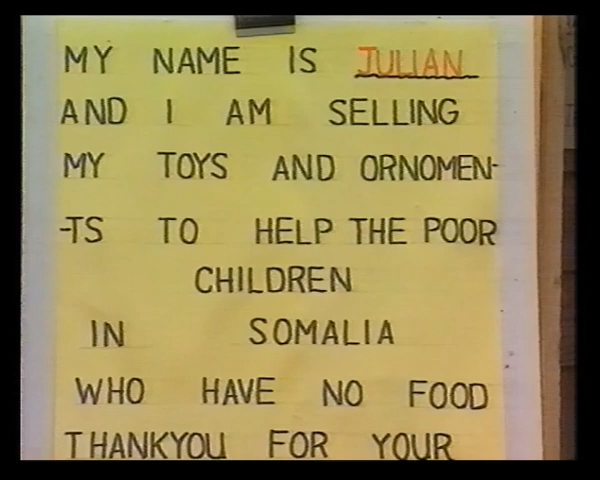 MY NAME IS JULIAN
AND I AM SELLING
MY TOYS AND ORNOMEN-
-TS TO HELP THE POOR
CHILDREN
IN SOMALIA
WHO HAVE NO FOOD
THANKYOU FOR YOUR